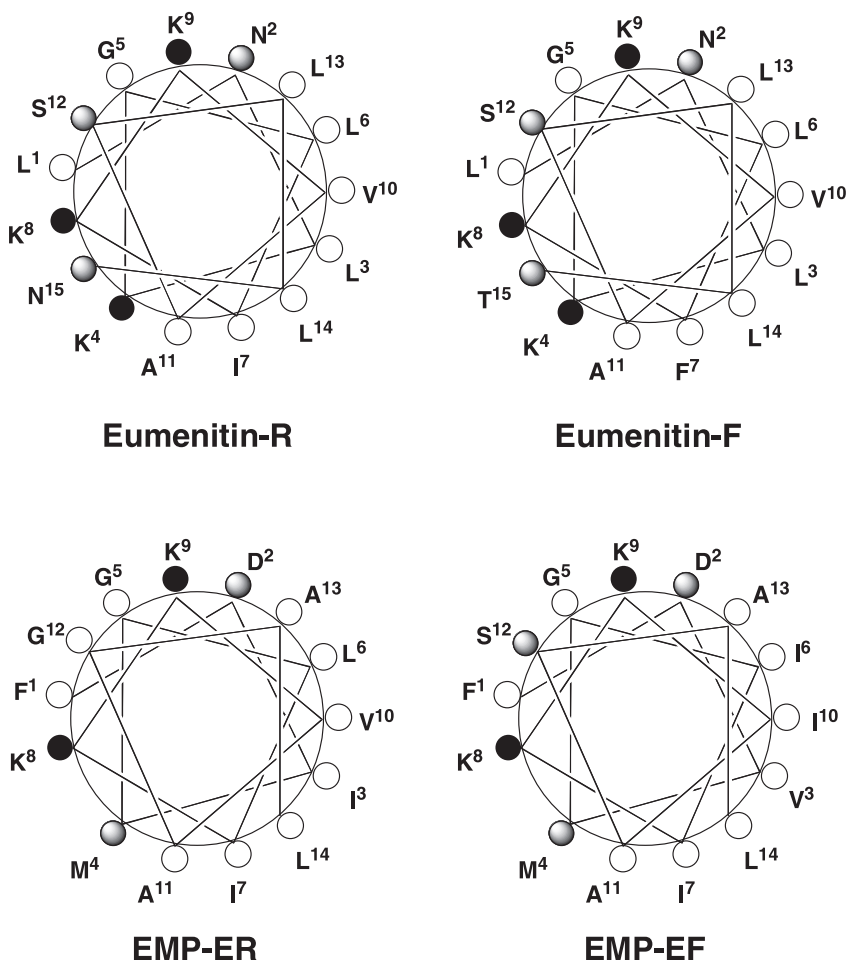 K⁹
N²
G⁵
L¹³
S¹²
L⁶
L¹
V¹⁰
K⁸
L³
N¹⁵
L¹⁴
K⁴
A¹¹
I⁷
Eumenitin-R
K⁹
N²
G⁵
L¹³
S¹²
L⁶
L¹
V¹⁰
K⁸
L³
T¹⁵
L¹⁴
K⁴
A¹¹
F⁷
Eumenitin-F
K⁹
D²
G⁵
A¹³
G¹²
L⁶
F¹
V¹⁰
K⁸
I³
L¹⁴
M⁴
A¹¹
I⁷
EMP-ER
K⁹
D²
G⁵
A¹³
S¹²
I⁶
F¹
I¹⁰
K⁸
V³
L¹⁴
M⁴
A¹¹
I⁷
EMP-EF